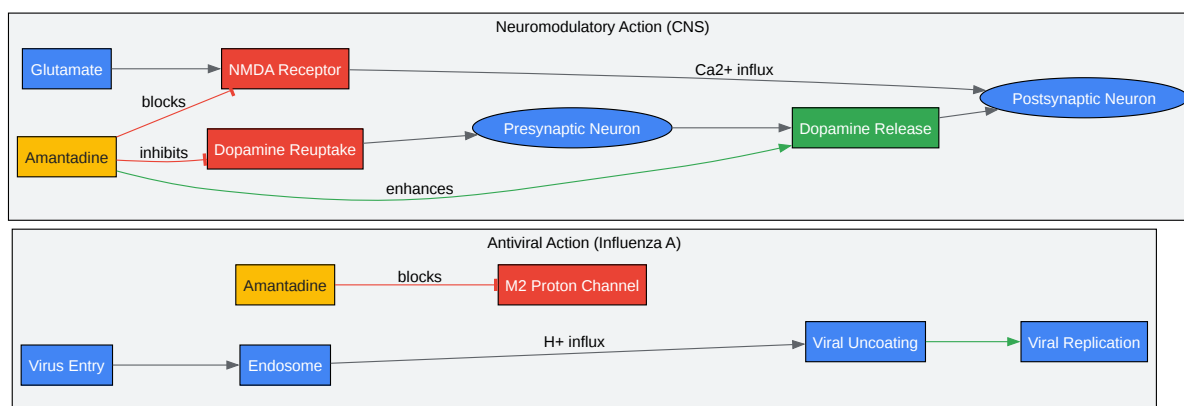 Neuromodulatory Action (CNS)
Glutamate
NMDA Receptor
Ca2+ influx
Postsynaptic Neuron
blocks
Amantadine
inhibits
Dopamine Reuptake
Presynaptic Neuron
Dopamine Release
enhances
Antiviral Action (Influenza A)
Amantadine
blocks
M2 Proton Channel
Virus Entry
Endosome
H+ influx
Viral Uncoating
Viral Replication